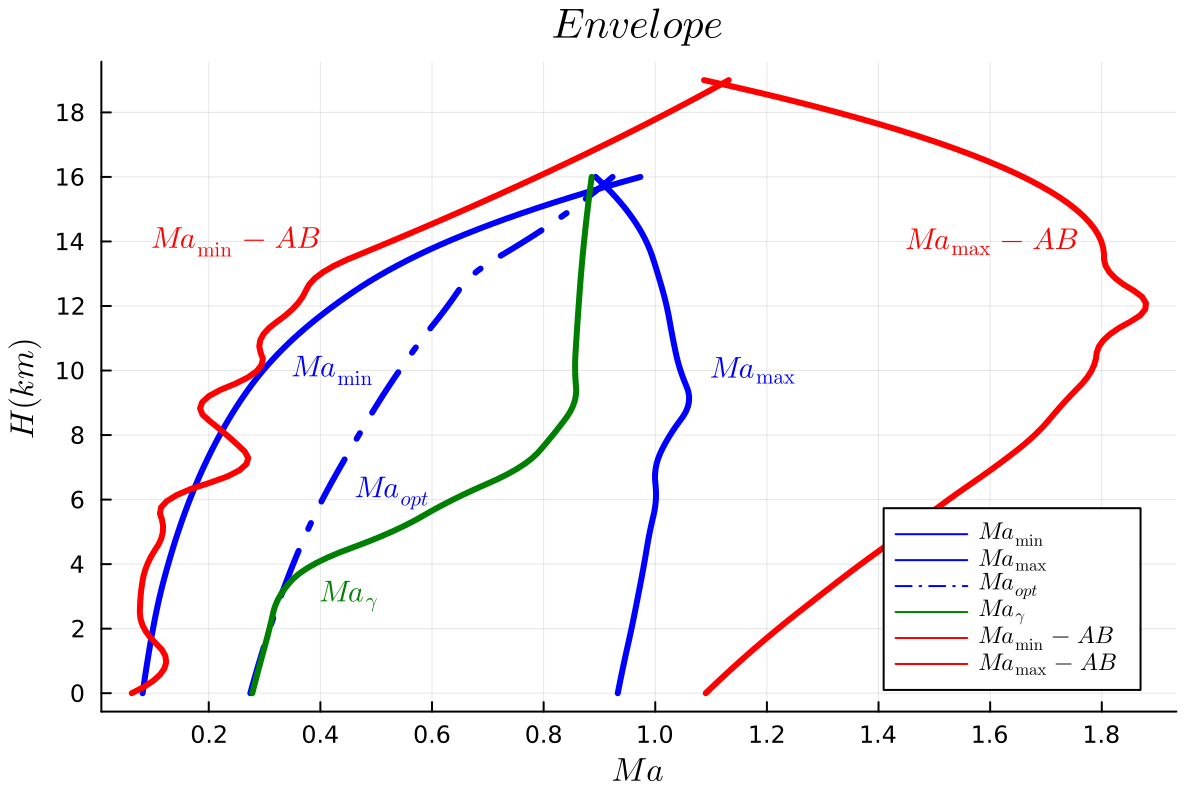 Envelope
H(km)
18
16
14
12
10
8
6
4
2
0
Ma_min − AB
Ma_max − AB
Ma_min
Ma_max
Ma_opt
Ma_γ
Ma_min
Ma_max
Ma_opt
Ma_γ
Ma_min − AB
Ma_max − AB
0.2 0.4 0.6 0.8 1.0 1.2 1.4 1.6 1.8
Ma